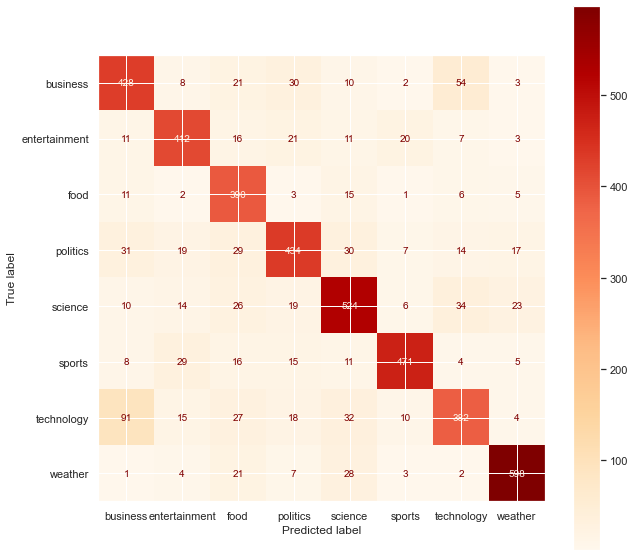 business 428 8 21 30 10 2 54 3
entertainment 11 412 16 21 11 20 7 3
food 11 2 3 15 1 6 5
politics 31 19 29 434 30 7 14 17
science 10 14 26 19 524 6 34 23
sports 8 29 16 15 11 471 4 5
technology 91 15 27 18 32 10 4
weather 1 4 21 7 28 3 2
business entertainment food politics science sports technology weather
Predicted label
True label
500
400
300
200
100